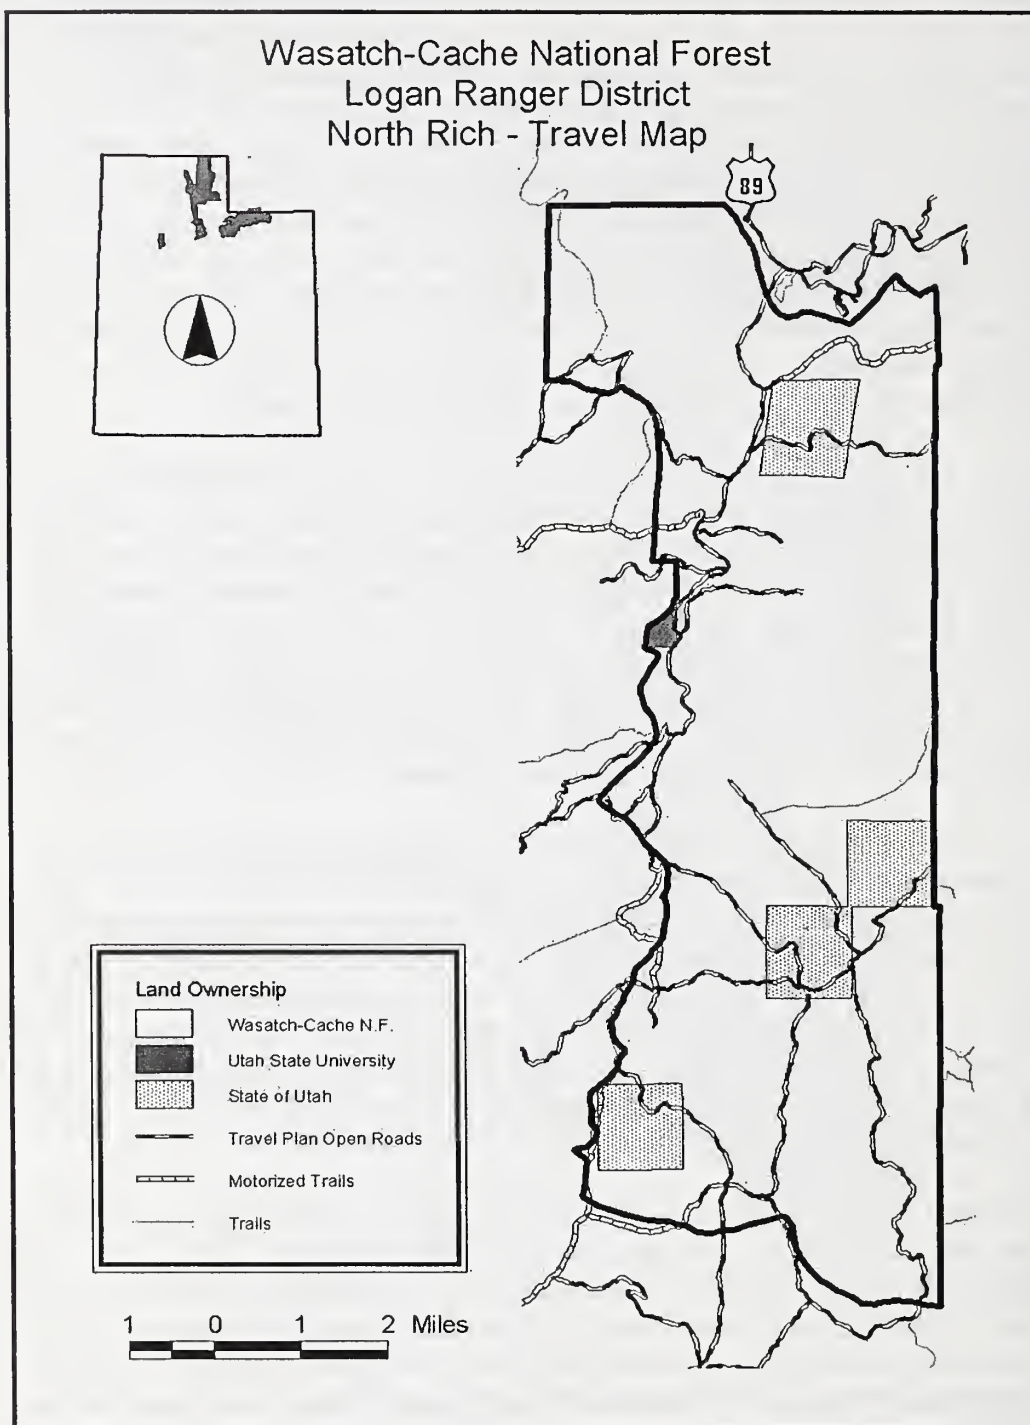 Wasatch-Cache National Forest
Logan Ranger District
North Rich - Travel Map
89
Land Ownership
Wasatch-Cache N.F.
Utah State University
State of Utah
Travel Plan Open Roads
Motorized Trails
Trails
1 0 1 2 Miles